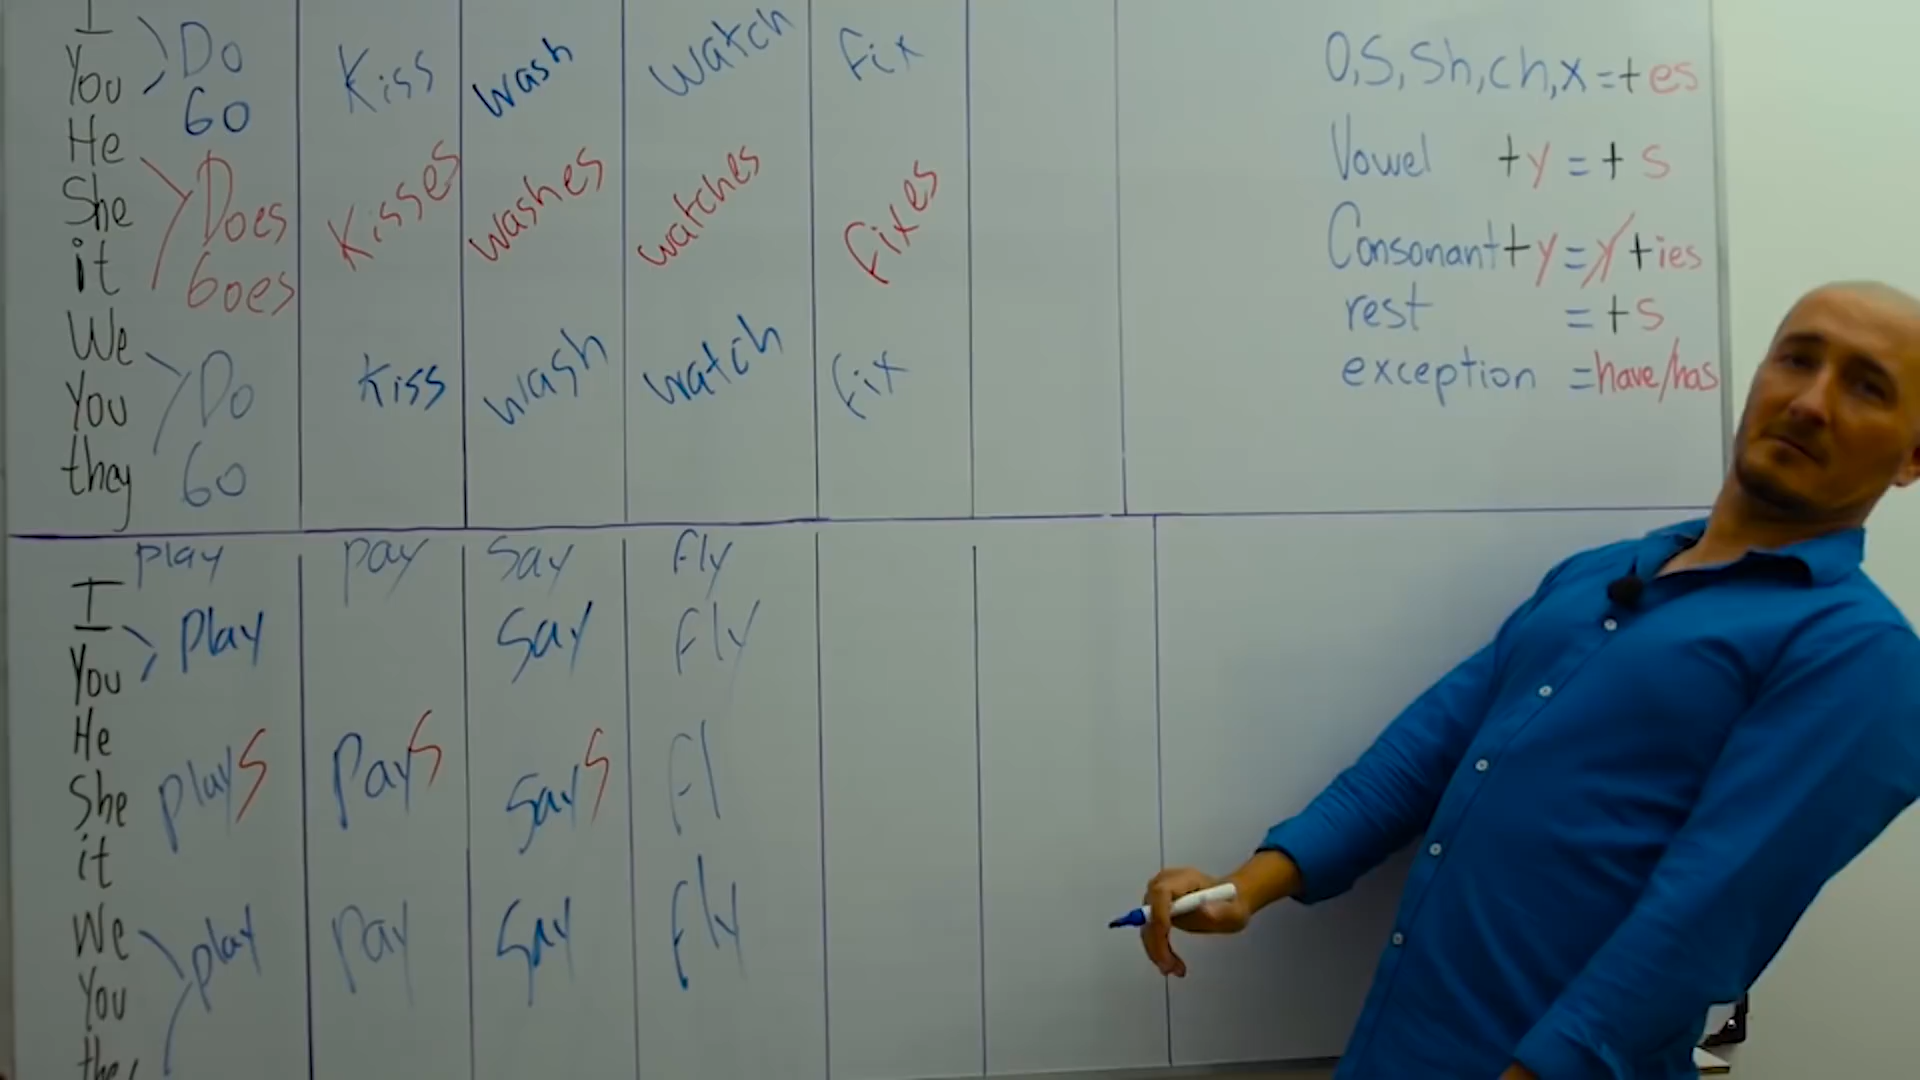 I
You Do
Go Kiss wash watch fix
He
She Does
it Goes Kisses washes watches fixes
We
You Do Kiss wash watch fix
they Go
O,S,Sh,ch,x=+es
Vowel +y=+s
Consonant+y=y+ies
rest =+s
exception =have/has
play pay Say Fly
I
You Play Say Fly
He
She plays Pays Says Fl
it
We
You play Pay Say Fly
the